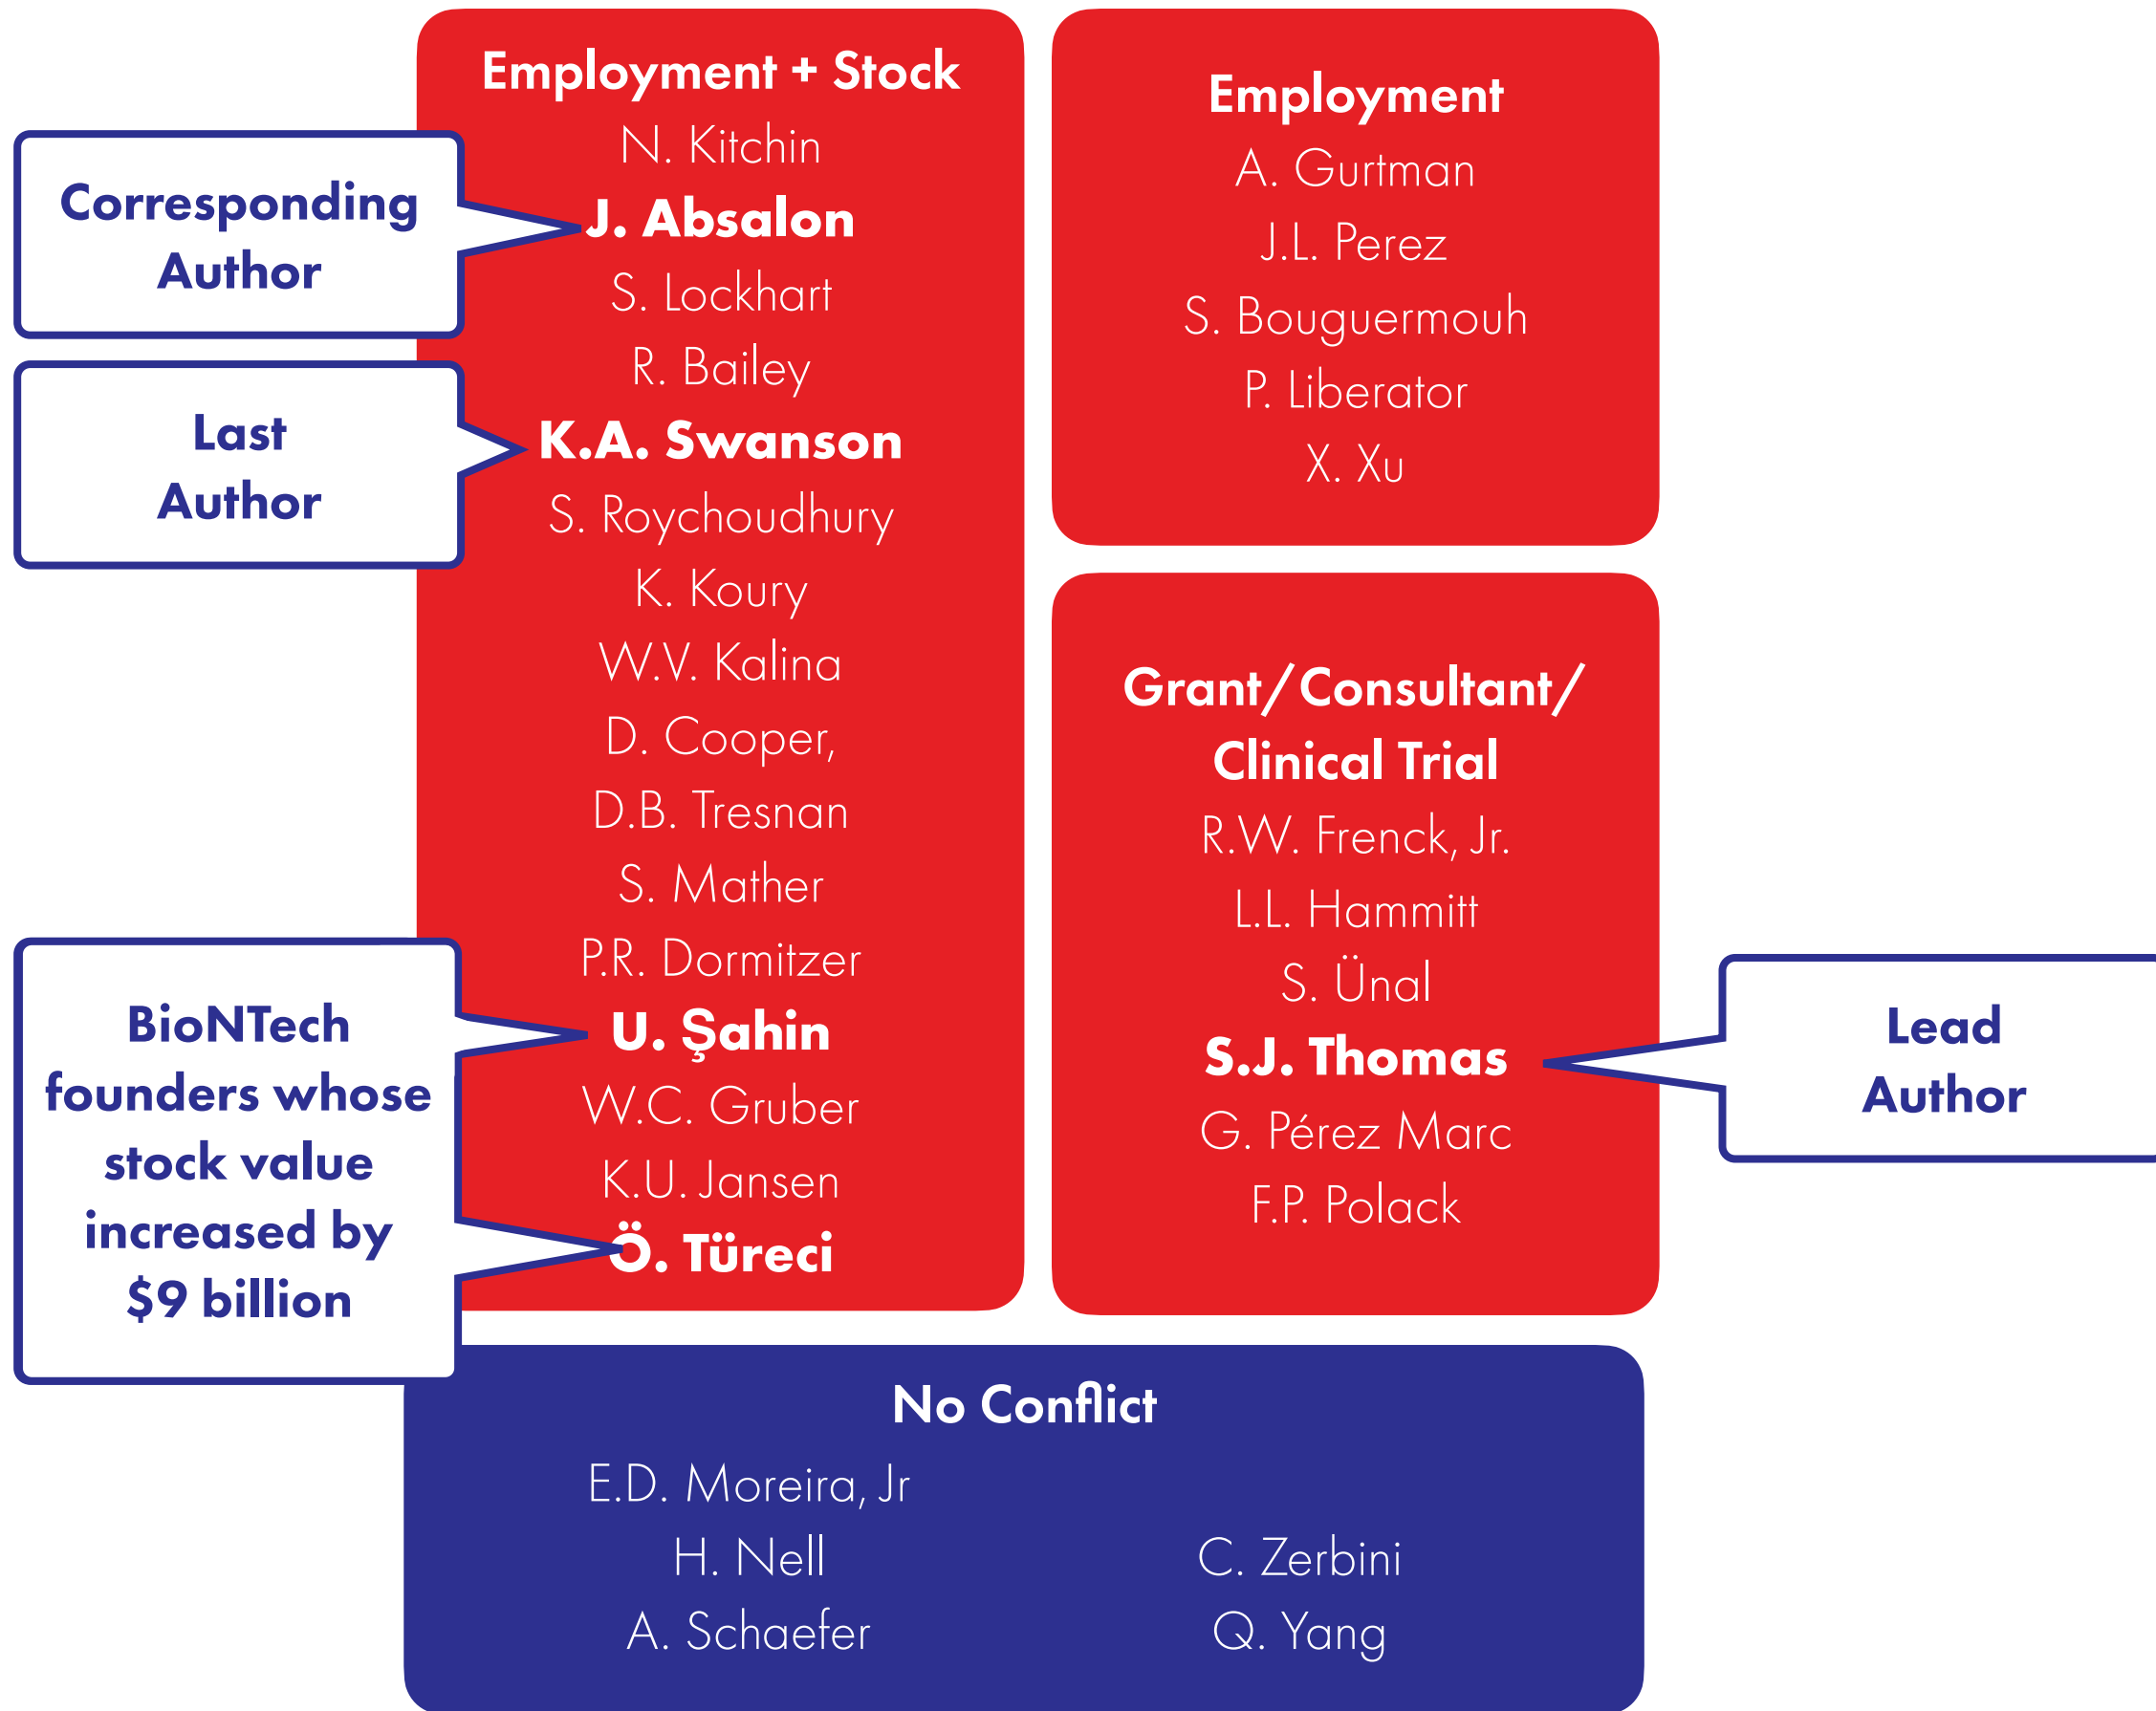 Employment + Stock
N. Kitchin
J. Absalon
S. Lockhart
R. Bailey
K.A. Swanson
S. Roychoudhury
K. Koury
W.V. Kalina
D. Cooper,
D.B. Tresnan
S. Mather
P.R. Dormitzer
U. Şahin
W.C. Gruber
K.U. Jansen
Ö. Türeci
Corresponding
Author
Last
Author
BioNTech
founders whose
stock value
increased by
$9 billion
Employment
A. Gurtman
J.L. Perez
S. Bouguermouh
P. Liberator
X. Xu
Grant/Consultant/
Clinical Trial
R.W. Frenck, Jr.
L.L. Hammitt
S. Ünal
S.J. Thomas
G. Pérez Marc
F.P. Polack
Lead
Author
No Conflict
E.D. Moreira, Jr
H. Nell
A. Schaefer
C. Zerbini
Q. Yang